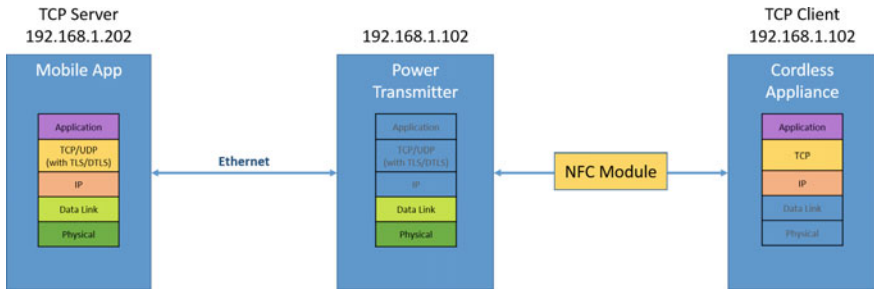 TCP Server
192.168.1.202
Mobile App
Application
TCP/UDP
(with TLS/DTLS)
IP
Data Link
Physical
Ethernet
192.168.1.102
Power
Transmitter
Application
TCP/UDP
(with TLS/DTLS)
IP
Data Link
Physical
NFC Module
TCP Client
192.168.1.102
Cordless
Appliance
Application
TCP
IP
Data Link
Physical